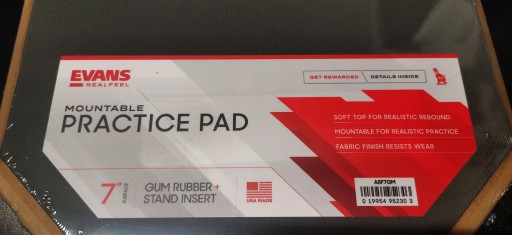 EVANS
REALFEEL
GET REWARDED DETAILS INSIDE
MOUNTABLE
PRACTICE PAD
SOFT TOP FOR REALISTIC REBOUND
MOUNTABLE FOR REALISTIC PRACTICE
FABRIC FINISH RESISTS WEAR
7" SURFACE
GUM RUBBER +
STAND INSERT
USA MADE
ARF7GM
0 19954 95230 3